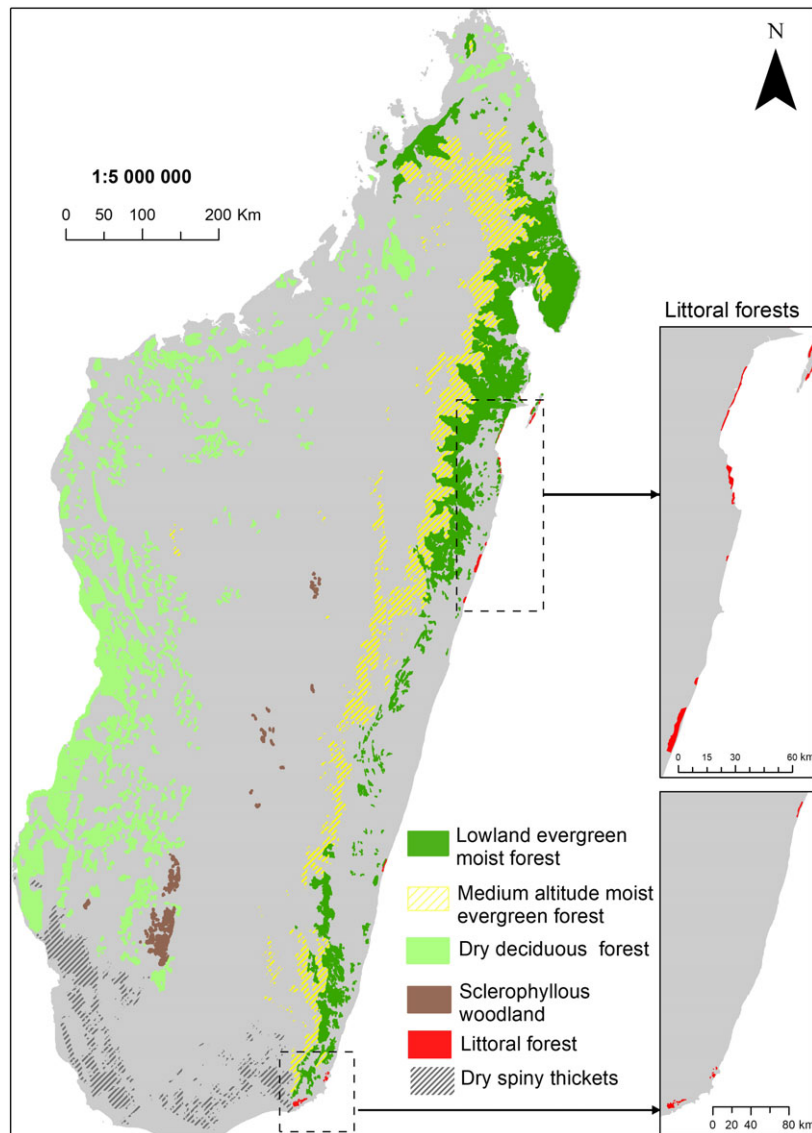 N
1:5 000 000
0 50 100 200 Km
Littoral forests
0 15 30 60 km
Lowland evergreen
moist forest
Medium altitude moist
evergreen forest
Dry deciduous forest
Sclerophyllous
woodland
Littoral forest
Dry spiny thickets
0 20 40 80 km